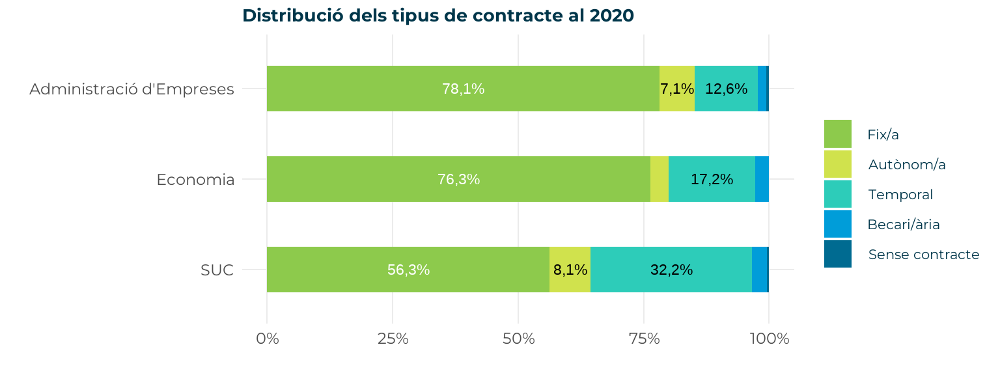 Distribució dels tipus de contracte al 2020
Administració d'Empreses
78,1%
7,1%
12,6%
Economia
76,3%
17,2%
SUC
56,3%
8,1%
32,2%
0%
25%
50%
75%
100%
Fix/a
Autònom/a
Temporal
Becari/ària
Sense contracte